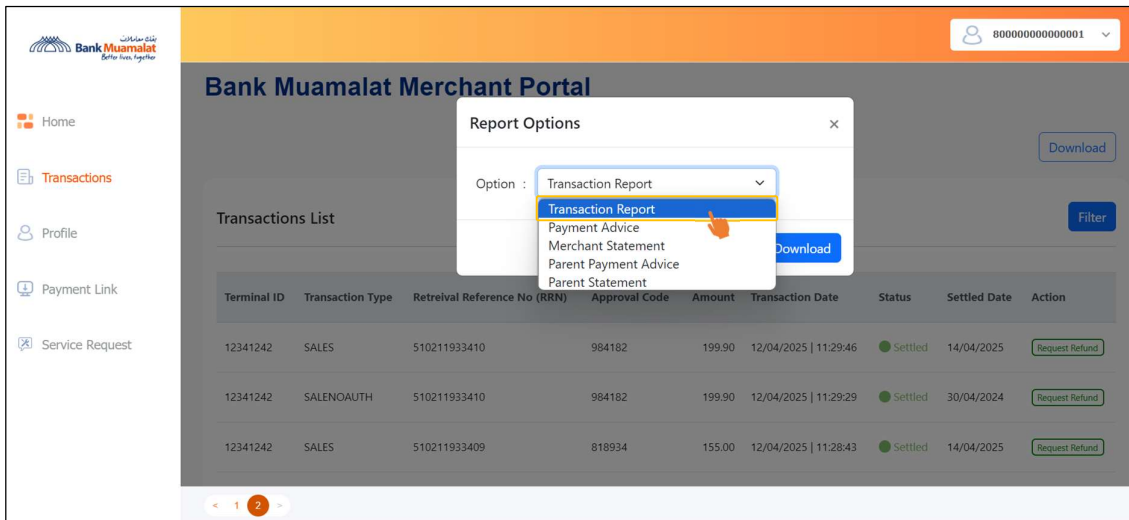 بنك معاملات
Bank Muamalat
Better lives, together
800000000000001
Bank Muamalat Merchant Portal
Home
Transactions
Profile
Payment Link
Service Request
Download
Report Options
×
Option :
Transaction Report
Transaction Report
Payment Advice
Merchant Statement
Parent Payment Advice
Parent Statement
Download
Transactions List
Filter
Terminal ID Transaction Type Retreival Reference No (RRN) Approval Code Amount Transaction Date Status Settled Date Action
12341242 SALES 510211933410 984182 199.90 12/04/2025 | 11:29:46 Settled 14/04/2025 Request Refund
12341242 SALENOAUTH 510211933410 984182 199.90 12/04/2025 | 11:29:29 Settled 30/04/2024 Request Refund
12341242 SALES 510211933409 818934 155.00 12/04/2025 | 11:28:43 Settled 14/04/2025 Request Refund
< 1 2 >